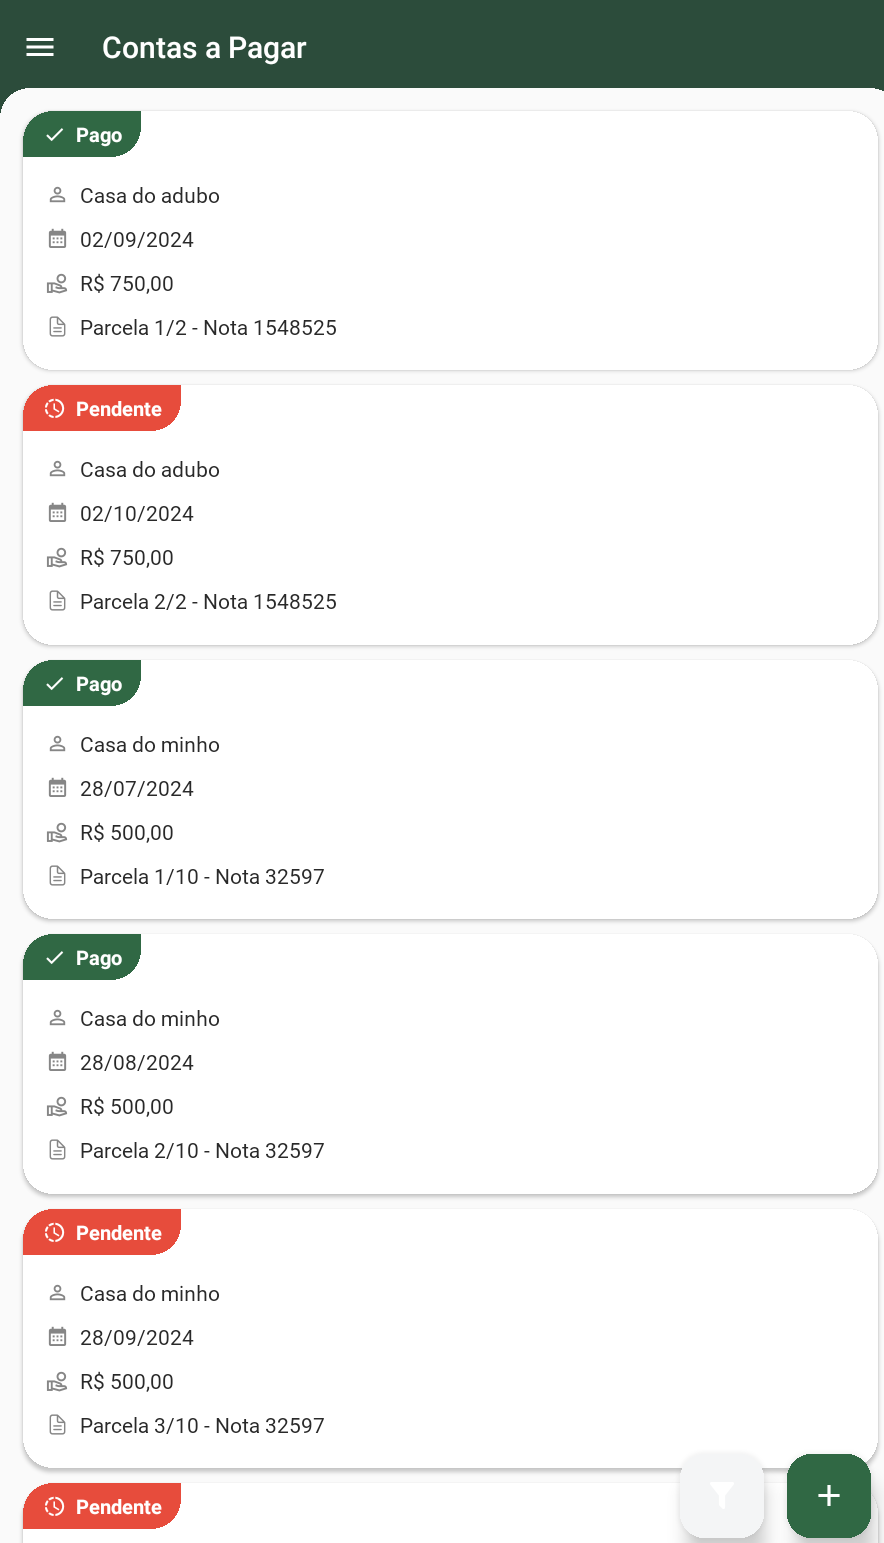 Contas a Pagar
Pago
Casa do adubo
02/09/2024
R$ 750,00
Parcela 1/2 - Nota 1548525
Pendente
Casa do adubo
02/10/2024
R$ 750,00
Parcela 2/2 - Nota 1548525
Pago
Casa do minho
28/07/2024
R$ 500,00
Parcela 1/10 - Nota 32597
Pago
Casa do minho
28/08/2024
R$ 500,00
Parcela 2/10 - Nota 32597
Pendente
Casa do minho
28/09/2024
R$ 500,00
Parcela 3/10 - Nota 32597
Pendente